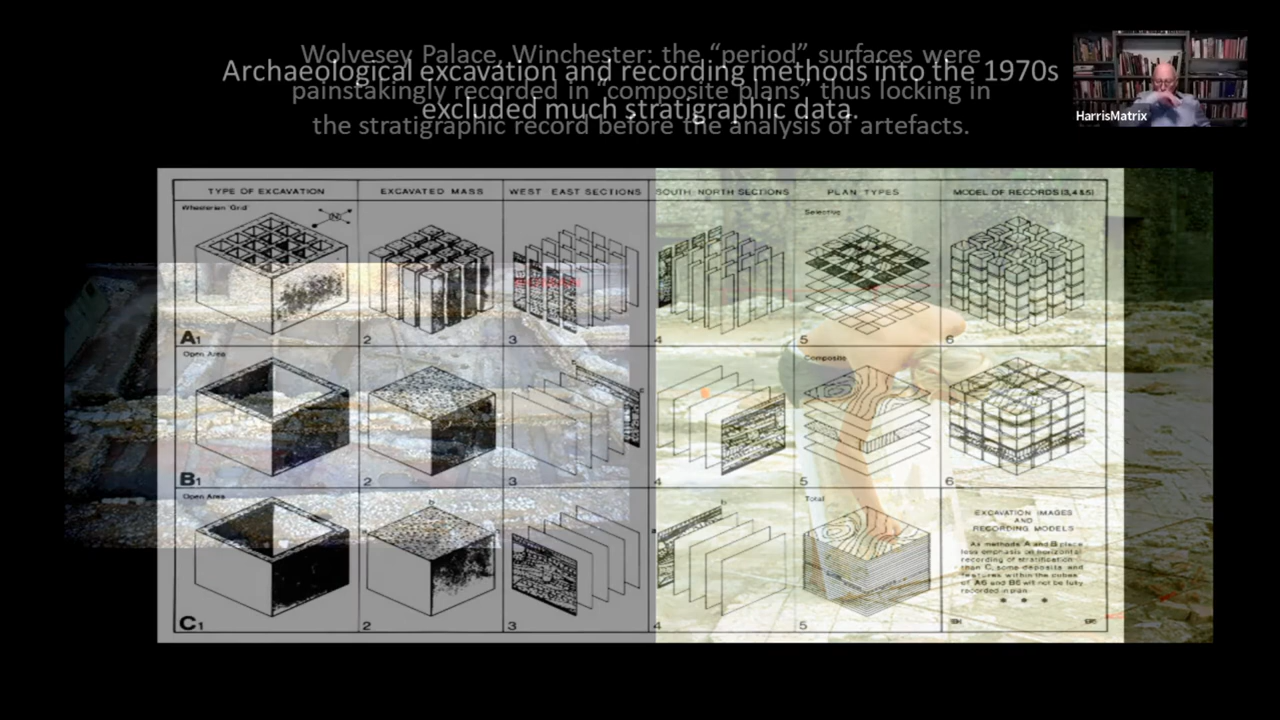 Wolvesey Palace, Winchester: the “period” surfaces were
painstakingly recorded in “composite plans” thus locking in
the stratigraphic record before the analysis of artefacts.
Archaeological excavation and recording methods into the 1970s
excluded much stratigraphic data.
HarrisMatrix
TYPE OF EXCAVATION
EXCAVATED MASS
WEST EAST SECTIONS
SOUTH NORTH SECTIONS
PLAN TYPES
MODEL OF RECORDS (3,4&5)
Wheelerian 'Grid'
Selective
A1
2
3
4
5
6
Open Area
Composite
B1
2
3
4
5
6
Open Area
Total
C1
2
3
4
5
EXCAVATION IMAGES
AND
RECORDING MODELS
As methods A and B place
less emphasis on horizontal
recording of stratification
than C, some deposits and
features within the cubes
of A6 and B6 will not be fully
recorded in plan